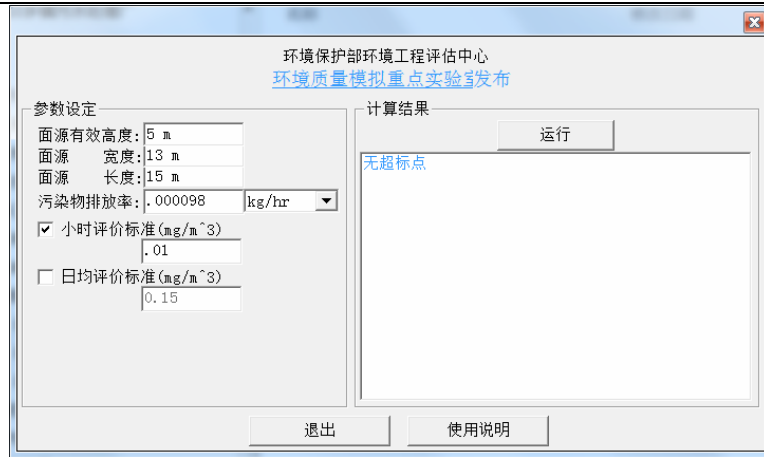 环境保护部环境工程评估中心
环境质量模拟重点实验室发布
参数设定
面源有效高度: 5 m
面源 宽度: 13 m
面源 长度: 15 m
污染物排放率: .000098 kg/hr
小时评价标准(mg/m^3)
.01
日均评价标准(mg/m^3)
0.15
计算结果
运行
无超标点
退出
使用说明